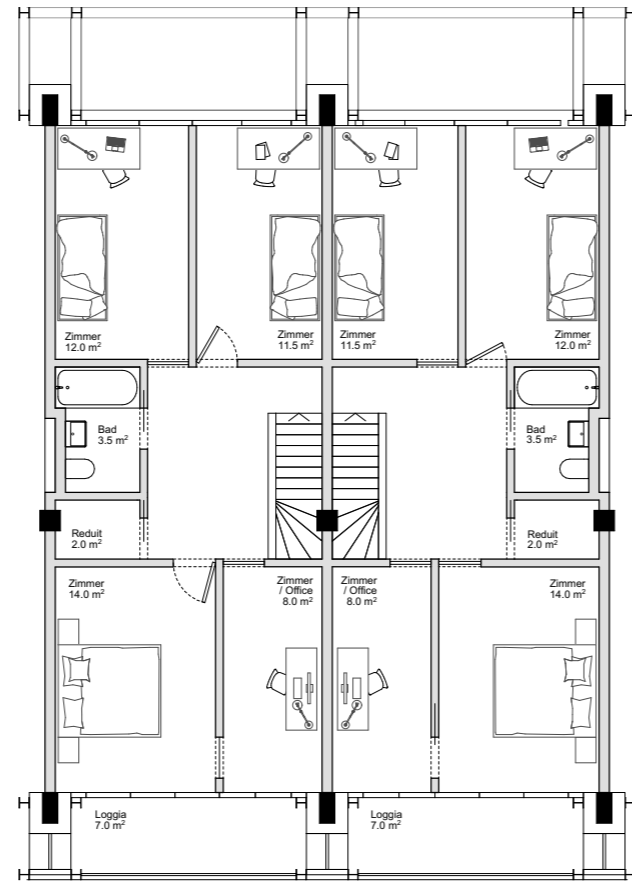 Zimmer
12.0 m²
Zimmer
11.5 m²
Zimmer
11.5 m²
Zimmer
12.0 m²
Bad
3.5 m²
Bad
3.5 m²
Reduit
2.0 m²
Reduit
2.0 m²
Zimmer
14.0 m²
Zimmer
/ Office
8.0 m²
Zimmer
/ Office
8.0 m²
Zimmer
14.0 m²
Loggia
7.0 m²
Loggia
7.0 m²